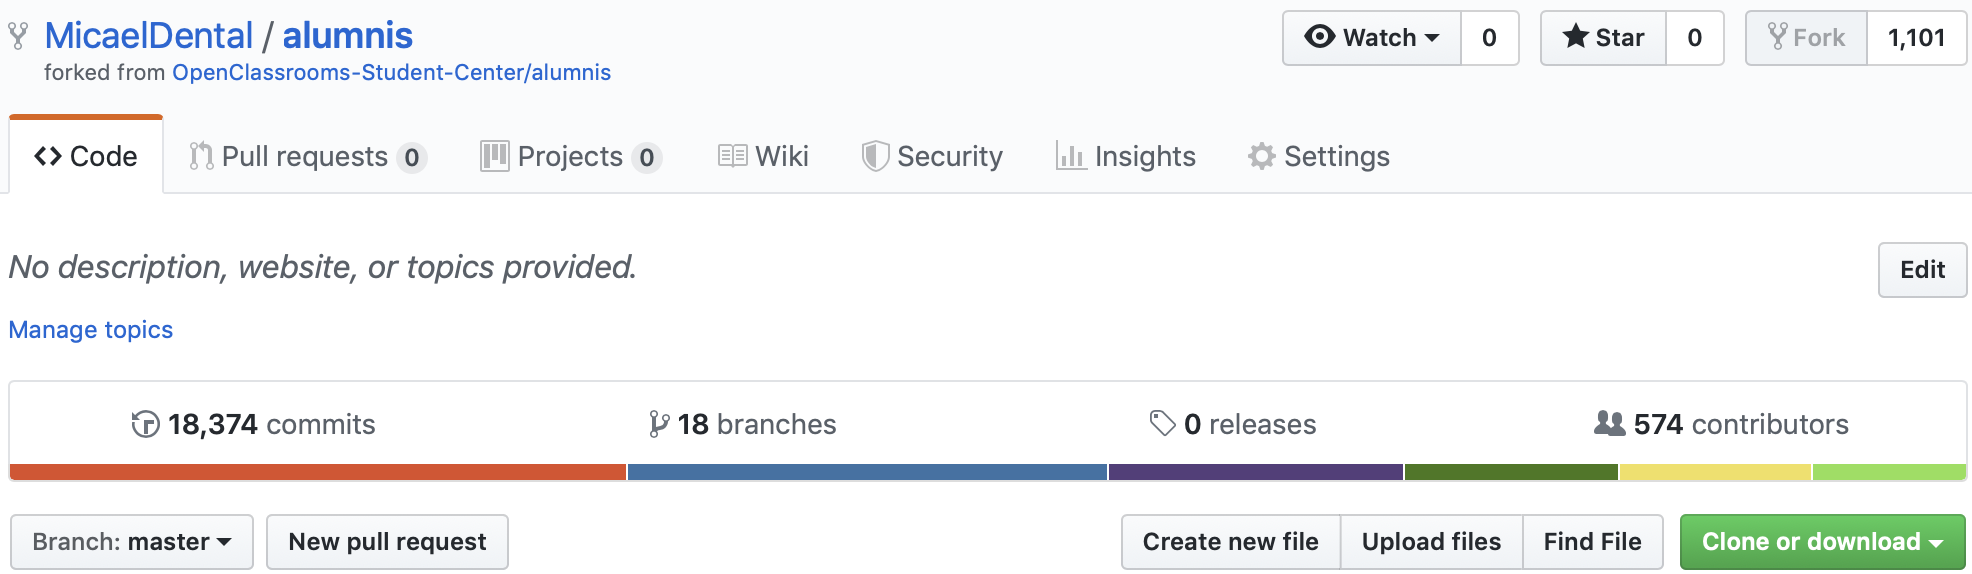 MicaelDental / alumnis
Watch 0 Star 0 Fork 1,101
forked from OpenClassrooms-Student-Center/alumnis
Code Pull requests 0 Projects 0 Wiki Security Insights Settings
No description, website, or topics provided.
Edit
Manage topics
18,374 commits 18 branches 0 releases 574 contributors
Branch: master New pull request Create new file Upload files Find File Clone or download